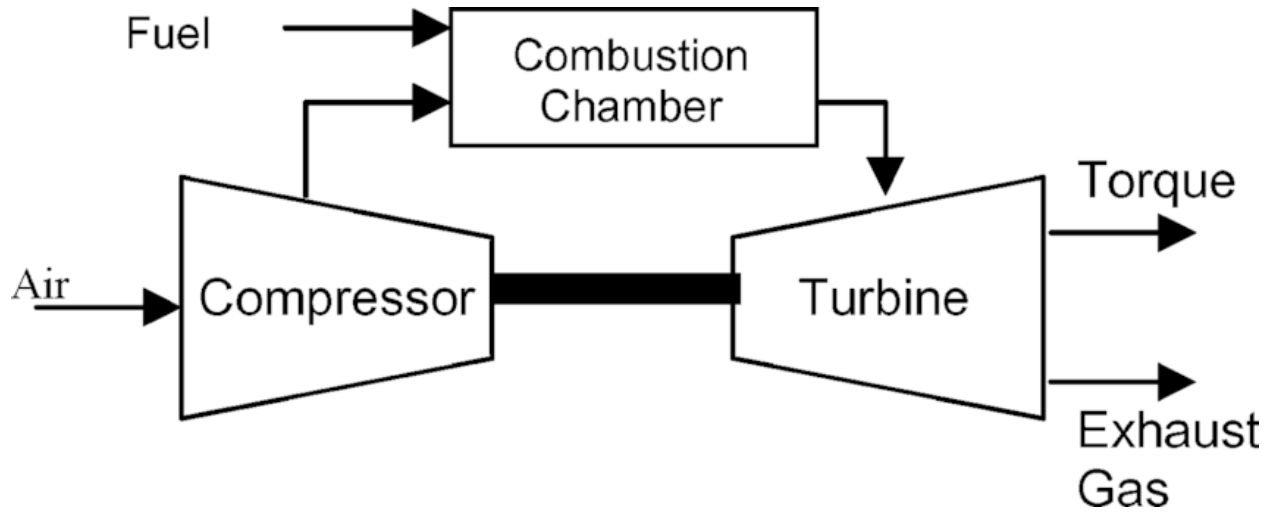 Fuel
Combustion
Chamber
Torque
Air
Compressor
Turbine
Exhaust
Gas